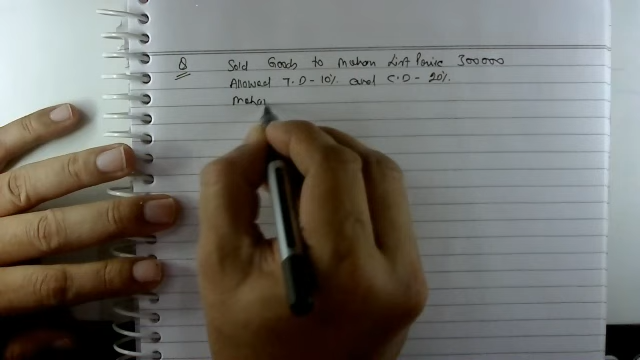 Q Sold Goods to Mohan List Price 300000
Allowed T.D - 10% and C.D - 20%.
Moha